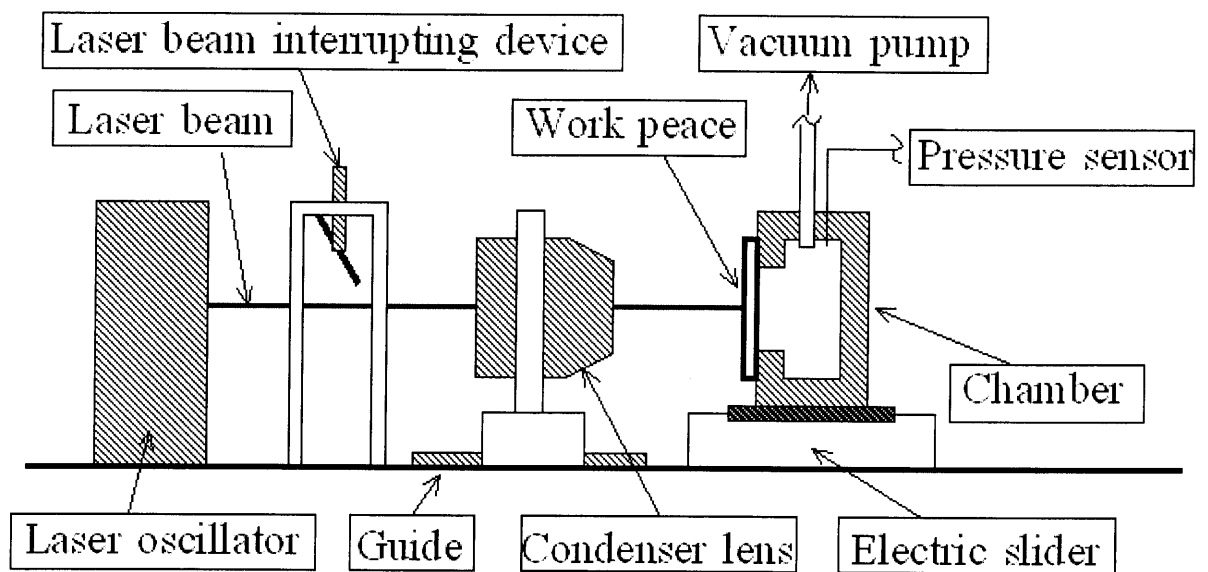 Laser beam interrupting device
Vacuum pump
Laser beam
Work peace
Pressure sensor
Chamber
Laser oscillator
Guide
Condenser lens
Electric slider